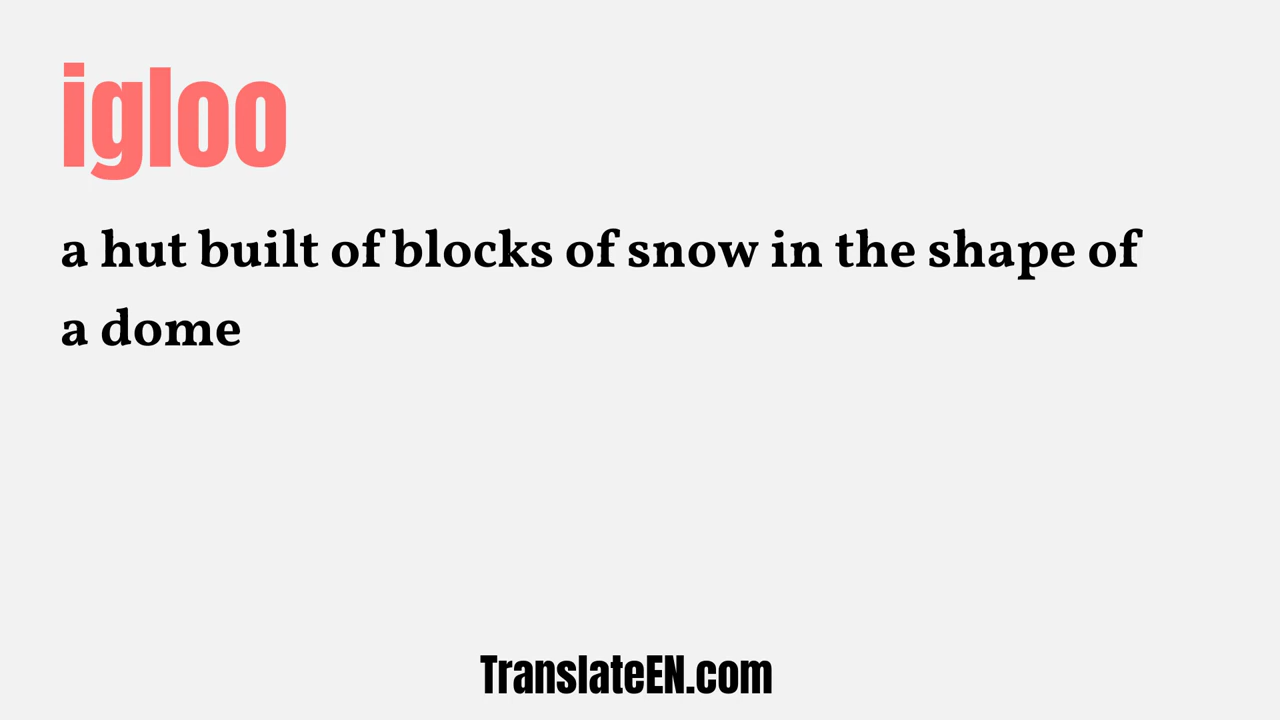 igloo
a hut built of blocks of snow in the shape of
a dome
TranslateEN.com